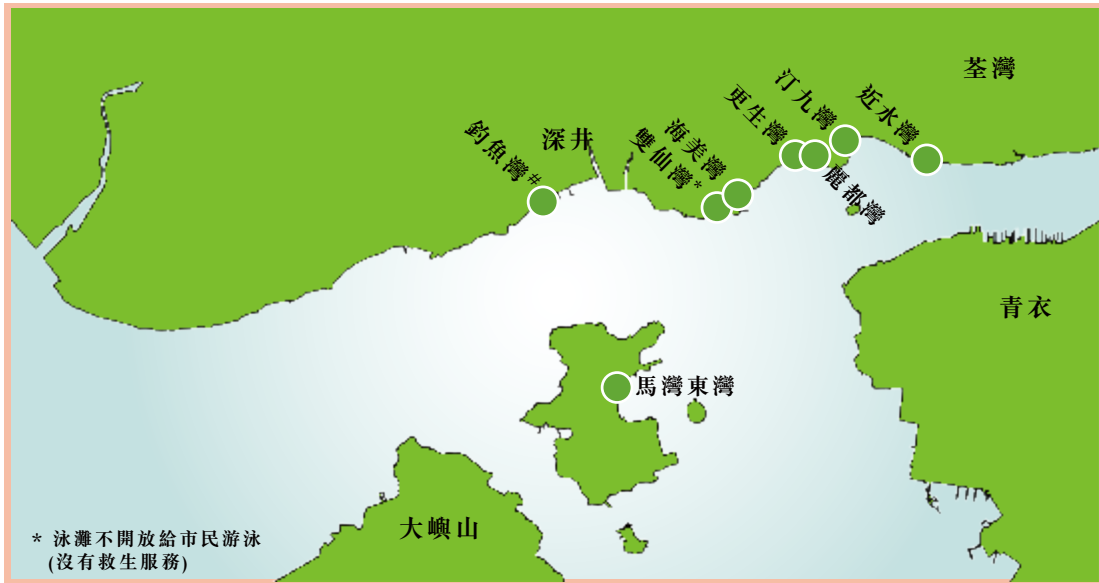 荃灣
汀九灣
近水灣
更生灣
海美灣
雙仙灣*
深井
釣魚灣#
麗都灣
青衣
馬灣東灣
大嶼山
* 泳灘不開放給市民游泳
(沒有救生服務)